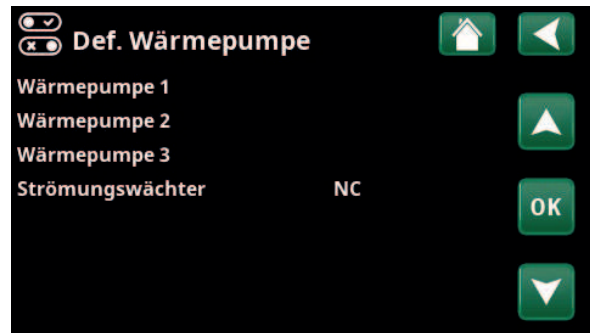 Def. Wärmepumpe
Wärmepumpe 1
Wärmepumpe 2
Wärmepumpe 3
Strömungswächter NC
OK